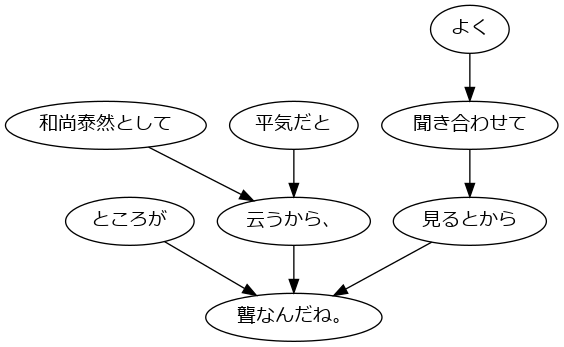 よく
和尚泰然として
平気だと
聞き合わせて
ところが
云うから、
見るとから
聾なんだね。